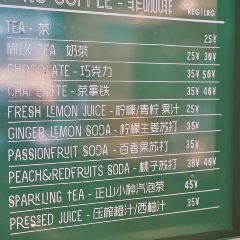 COFFEE - 非咖啡
REG | LRG
TEA - 茶 25¥
MILK TEA 奶茶 25¥ 30¥
CHOCOLATE - 巧克力 35¥ 50¥
CHAI LATTE - 茶拿铁 35¥ 40¥
FRESH LEMON JUICE - 柠檬/青柠 果汁 25¥
GINGER LEMON SODA - 柠檬生姜苏打 35¥
PASSIONFRUIT SODA - 百香果苏打 35¥
PEACH&REDFRUITS SODA - 桃子苏打 38¥ 40¥
SPARKLING TEA - 正山小种汽泡茶 45¥
PRESSED JUICE - 压榨橙汁/西柚汁 35¥